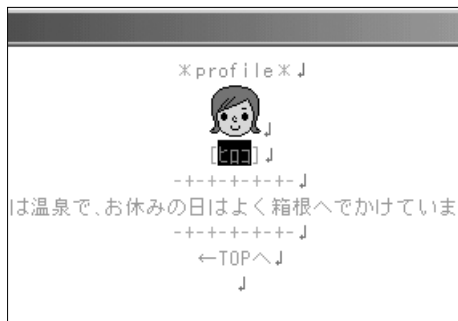 *profile*↲
↲
[ﾋﾛｺ]↲
-+-+-+-+-+-↲
は温泉で、お休みの日はよく箱根へでかけていま
-+-+-+-+-+-↲
←TOPへ↲
↲